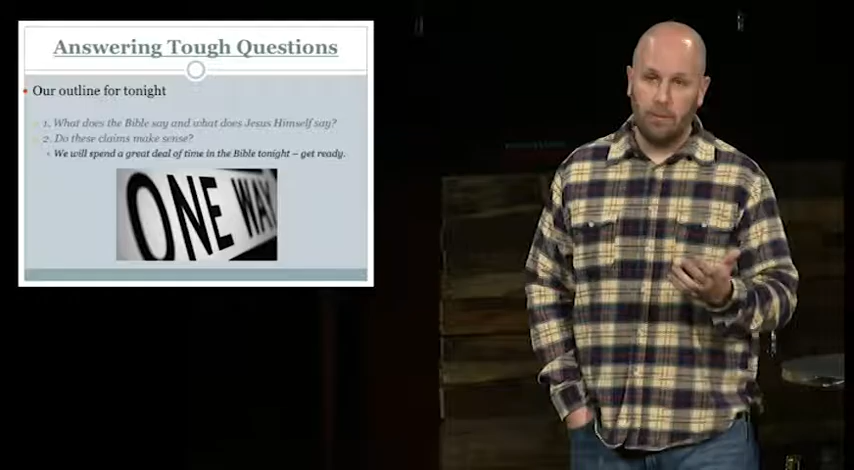 Answering Tough Questions
Our outline for tonight
1. What does the Bible say and what does Jesus Himself say?
2. Do these claims make sense?
We will spend a great deal of time in the Bible tonight – get ready.
ONE WAY